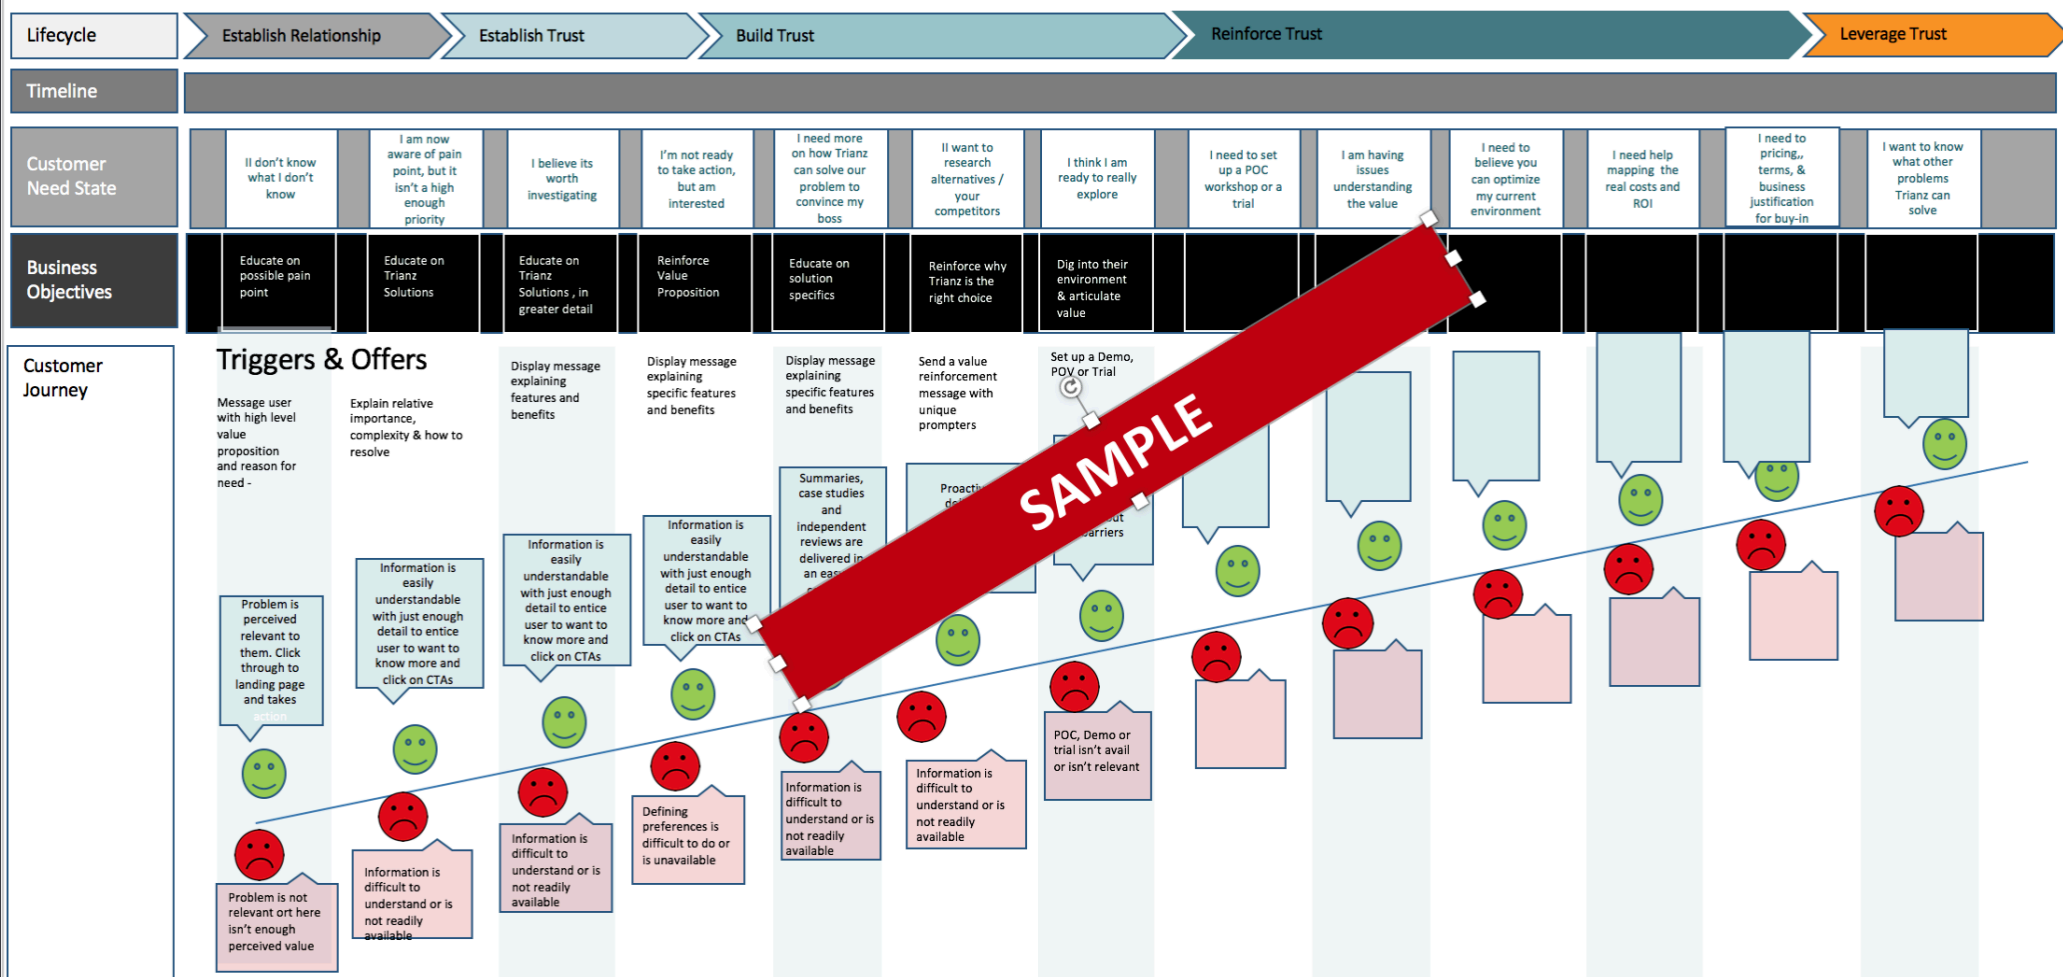 Lifecycle
Establish Relationship
Establish Trust
Build Trust
Reinforce Trust
Leverage Trust
Timeline
Customer
Need State
II don't know
what I don't
know
I am now
aware of pain
point, but it
isn't a high
enough
priority
I believe its
worth
investigating
I'm not ready
to take action,
but am
interested
I need more
on how Trianz
can solve our
problem to
convince my
boss
II want to
research
alternatives /
your
competitors
I think I am
ready to really
explore
I need to set
up a POC
workshop or a
trial
I am having
issues
understanding
the value
I need to
believe you
can optimize
my current
environment
I need help
mapping the
real costs and
ROI
I need to
pricing,,
terms, &
business
justification
for buy-in
I want to know
what other
problems
Trianz can
solve
Business
Objectives
Educate on
possible pain
point
Educate on
Trianz
Solutions
Educate on
Trianz
Solutions , in
greater detail
Reinforce
Value
Proposition
Educate on
solution
specifics
Reinforce why
Trianz is the
right choice
Dig into their
environment
& articulate
value
Customer
Journey
Triggers & Offers
Message user
with high level
value
proposition
and reason for
need -
Explain relative
importance,
complexity & how to
resolve
Display message
explaining
features and
benefits
Display message
explaining
specific features
and benefits
Display message
explaining
specific features
and benefits
Send a value
reinforcement
message with
unique
prompters
Set up a Demo,
POV or Trial
SAMPLE
Problem is
perceived
relevant to
them. Click
through to
landing page
and takes
action
Information is
easily
understandable
with just enough
detail to entice
user to want to
know more and
click on CTAs
Information is
easily
understandable
with just enough
detail to entice
user to want to
know more and
click on CTAs
Information is
easily
understandable
with just enough
detail to entice
user to want to
know more and
click on CTAs
Summaries,
case studies
and
independent
reviews are
delivered in
an
Problem is not
relevant ort here
isn't enough
perceived value
Information is
difficult to
understand or is
not readily
available
Information is
difficult to
understand or is
not readily
available
Defining
preferences is
difficult to do or
is unavailable
Information is
difficult to
understand or is
not readily
available
Information is
difficult to
understand or is
not readily
available
POC, Demo or
trial isn't avail
or isn't relevant